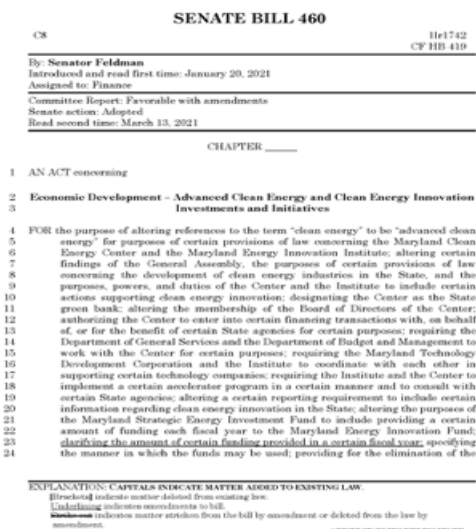 SENATE BILL 460
C8 1lr1742
CF HB 419
By: Senator Feldman
Introduced and read first time: January 20, 2021
Assigned to: Finance
Committee Report: Favorable with amendments
Senate action: Adopted
Read second time: March 13, 2021
CHAPTER ______
1 AN ACT concerning
2 Economic Development – Advanced Clean Energy and Clean Energy Innovation
3 Investments and Initiatives
4 FOR the purpose of altering references to the term “clean energy” to be “advanced clean
5 energy” for purposes of certain provisions of law concerning the Maryland Clean
6 Energy Center and the Maryland Energy Innovation Institute; altering certain
7 findings of the General Assembly, the purposes of certain provisions of law
8 concerning the development of clean energy industries in the State, and the
9 purposes, powers, and duties of the Center and the Institute to include certain
10 actions supporting clean energy innovation; designating the Center as the State
11 green bank; altering the membership of the Board of Directors of the Center;
12 authorizing the Center to enter into certain financing transactions with, on behalf
13 of, or for the benefit of certain State agencies for certain purposes; requiring the
14 Department of General Services and the Department of Budget and Management to
15 work with the Center for certain purposes; requiring the Maryland Technology
16 Development Corporation and the Institute to coordinate with each other in
17 supporting certain technology companies; requiring the Institute and the Center to
18 implement a certain accelerator program in a certain manner and to consult with
19 certain State agencies; altering a certain reporting requirement to include certain
20 information regarding clean energy innovation in the State; altering the purposes of
21 the Maryland Strategic Energy Investment Fund to include providing a certain
22 amount of funding each fiscal year to the Maryland Energy Innovation Fund;
23 clarifying the amount of certain funding provided in a certain fiscal year; specifying
24 the manner in which the funds may be used; providing for the elimination of the
EXPLANATION: CAPITALS INDICATE MATTER ADDED TO EXISTING LAW.
[Brackets] indicate matter deleted from existing law.
Underlining indicates amendments to bill.
Strike out indicates matter stricken from the bill by amendment or deleted from the law by
amendment.